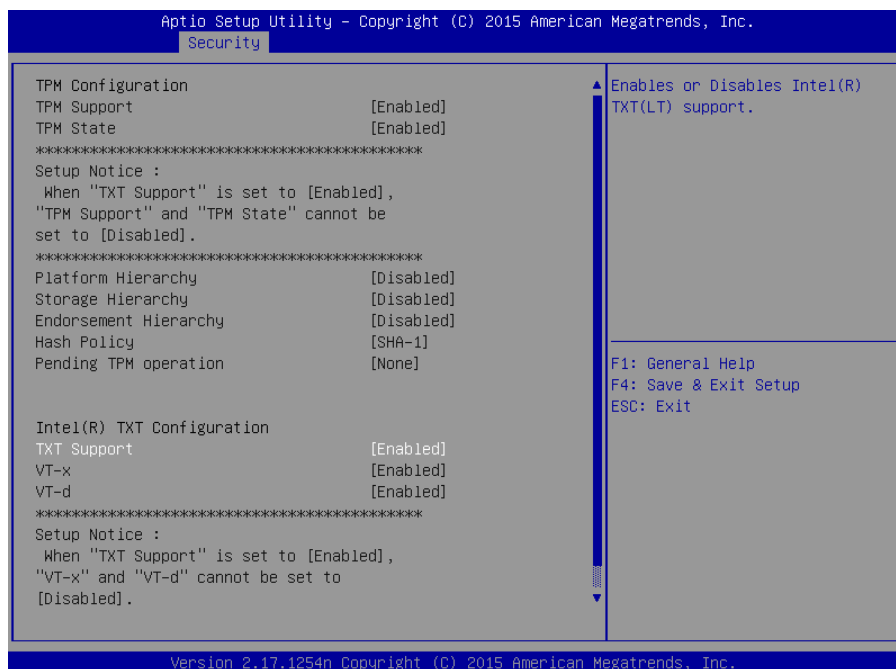 Aptio Setup Utility – Copyright (C) 2015 American Megatrends, Inc.
Security
TPM Configuration
TPM Support [Enabled]
TPM State [Enabled]
*******************************************
Setup Notice :
When "TXT Support" is set to [Enabled],
"TPM Support" and "TPM State" cannot be
set to [Disabled].
*******************************************
Platform Hierarchy [Disabled]
Storage Hierarchy [Disabled]
Endorsement Hierarchy [Disabled]
Hash Policy [SHA-1]
Pending TPM operation [None]
Intel(R) TXT Configuration
TXT Support [Enabled]
VT-x [Enabled]
VT-d [Enabled]
*******************************************
Setup Notice :
When "TXT Support" is set to [Enabled],
"VT-x" and "VT-d" cannot be set to
[Disabled].
Enables or Disables Intel(R)
TXT(LT) support.
F1: General Help
F4: Save & Exit Setup
ESC: Exit
Version 2.17.1254n Copyright (C) 2015 American Megatrends, Inc.